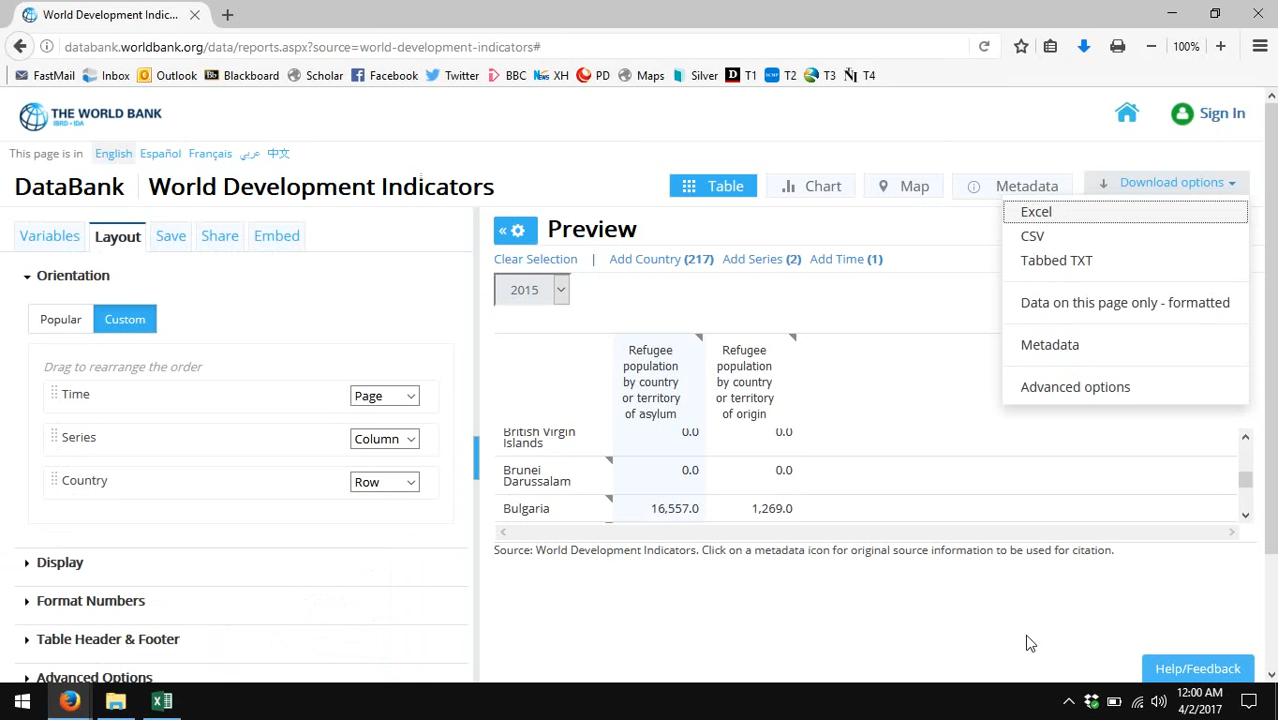 World Development Indic...
databank.worldbank.org/data/reports.aspx?source=world-development-indicators#
100%
FastMail Inbox Outlook Blackboard Scholar Facebook Twitter BBC XH PD Maps Silver T1 T2 T3 T4
THE WORLD BANK
IBRD • IDA
Sign In
This page is in English Español Français عربي 中文
DataBank World Development Indicators
Table Chart Map Metadata Download options
Excel
CSV
Tabbed TXT
Data on this page only - formatted
Metadata
Advanced options
Variables Layout Save Share Embed
Orientation
Popular Custom
Drag to rearrange the order
Time Page
Series Column
Country Row
Display
Format Numbers
Table Header & Footer
Advanced Options
Preview
Clear Selection | Add Country (217) Add Series (2) Add Time (1)
2015
Refugee
population
by country
or territory
of asylum
Refugee
population
by country
or territory
of origin
British Virgin
Islands
0.0 0.0
Brunei
Darussalam
0.0 0.0
Bulgaria 16,557.0 1,269.0
Source: World Development Indicators. Click on a metadata icon for original source information to be used for citation.
Help/Feedback
12:00 AM
4/2/2017